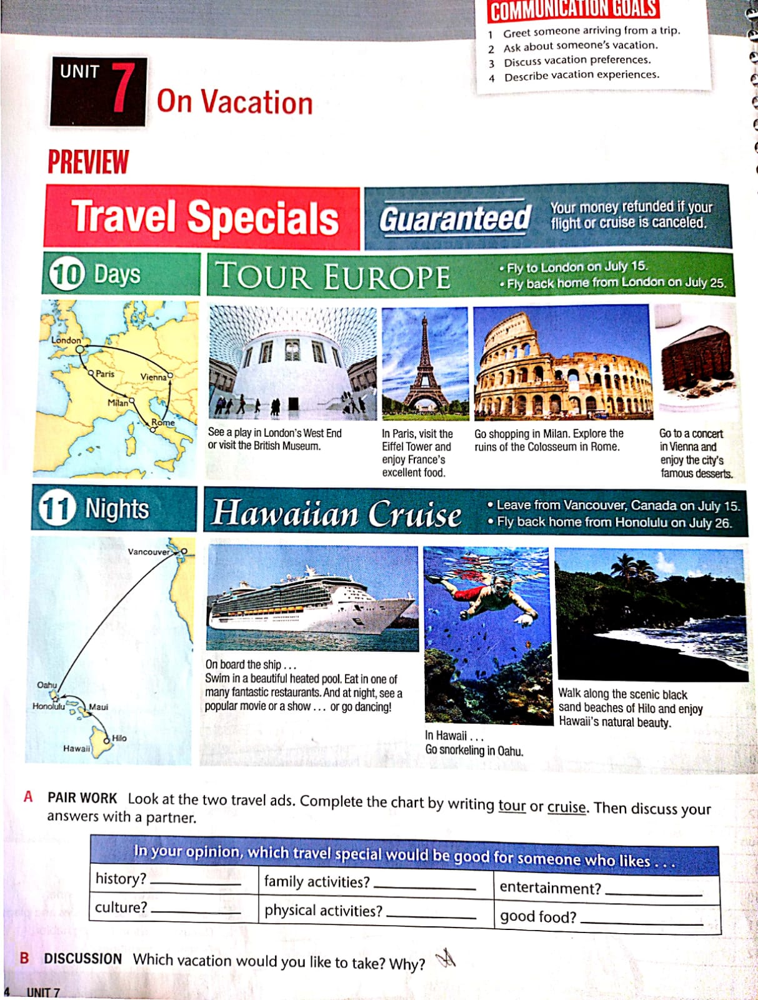 COMMUNICATION GOALS
1 Greet someone arriving from a trip.
2 Ask about someone's vacation.
3 Discuss vacation preferences.
4 Describe vacation experiences.
UNIT 7
On Vacation
PREVIEW
Travel Specials
Guaranteed
Your money refunded if your
flight or cruise is canceled.
10 Days
TOUR EUROPE
• Fly to London on July 15.
• Fly back home from London on July 25.
London
Paris
Vienna
Milan
Rome
See a play in London's West End
or visit the British Museum.
In Paris, visit the
Eiffel Tower and
enjoy France's
excellent food.
Go shopping in Milan. Explore the
ruins of the Colosseum in Rome.
Go to a concert
in Vienna and
enjoy the city's
famous desserts.
11 Nights
Hawaiian Cruise
• Leave from Vancouver, Canada on July 15.
• Fly back home from Honolulu on July 26.
Vancouver
Oahu
Honolulu
Maui
Hilo
Hawaii
On board the ship . . .
Swim in a beautiful heated pool. Eat in one of
many fantastic restaurants. And at night, see a
popular movie or a show . . . or go dancing!
In Hawaii . . .
Go snorkeling in Oahu.
Walk along the scenic black
sand beaches of Hilo and enjoy
Hawaii's natural beauty.
A PAIR WORK Look at the two travel ads. Complete the chart by writing tour or cruise. Then discuss your
answers with a partner.
In your opinion, which travel special would be good for someone who likes . . .
history? family activities? entertainment?
culture? physical activities? good food?
B DISCUSSION Which vacation would you like to take? Why?
4 UNIT 7